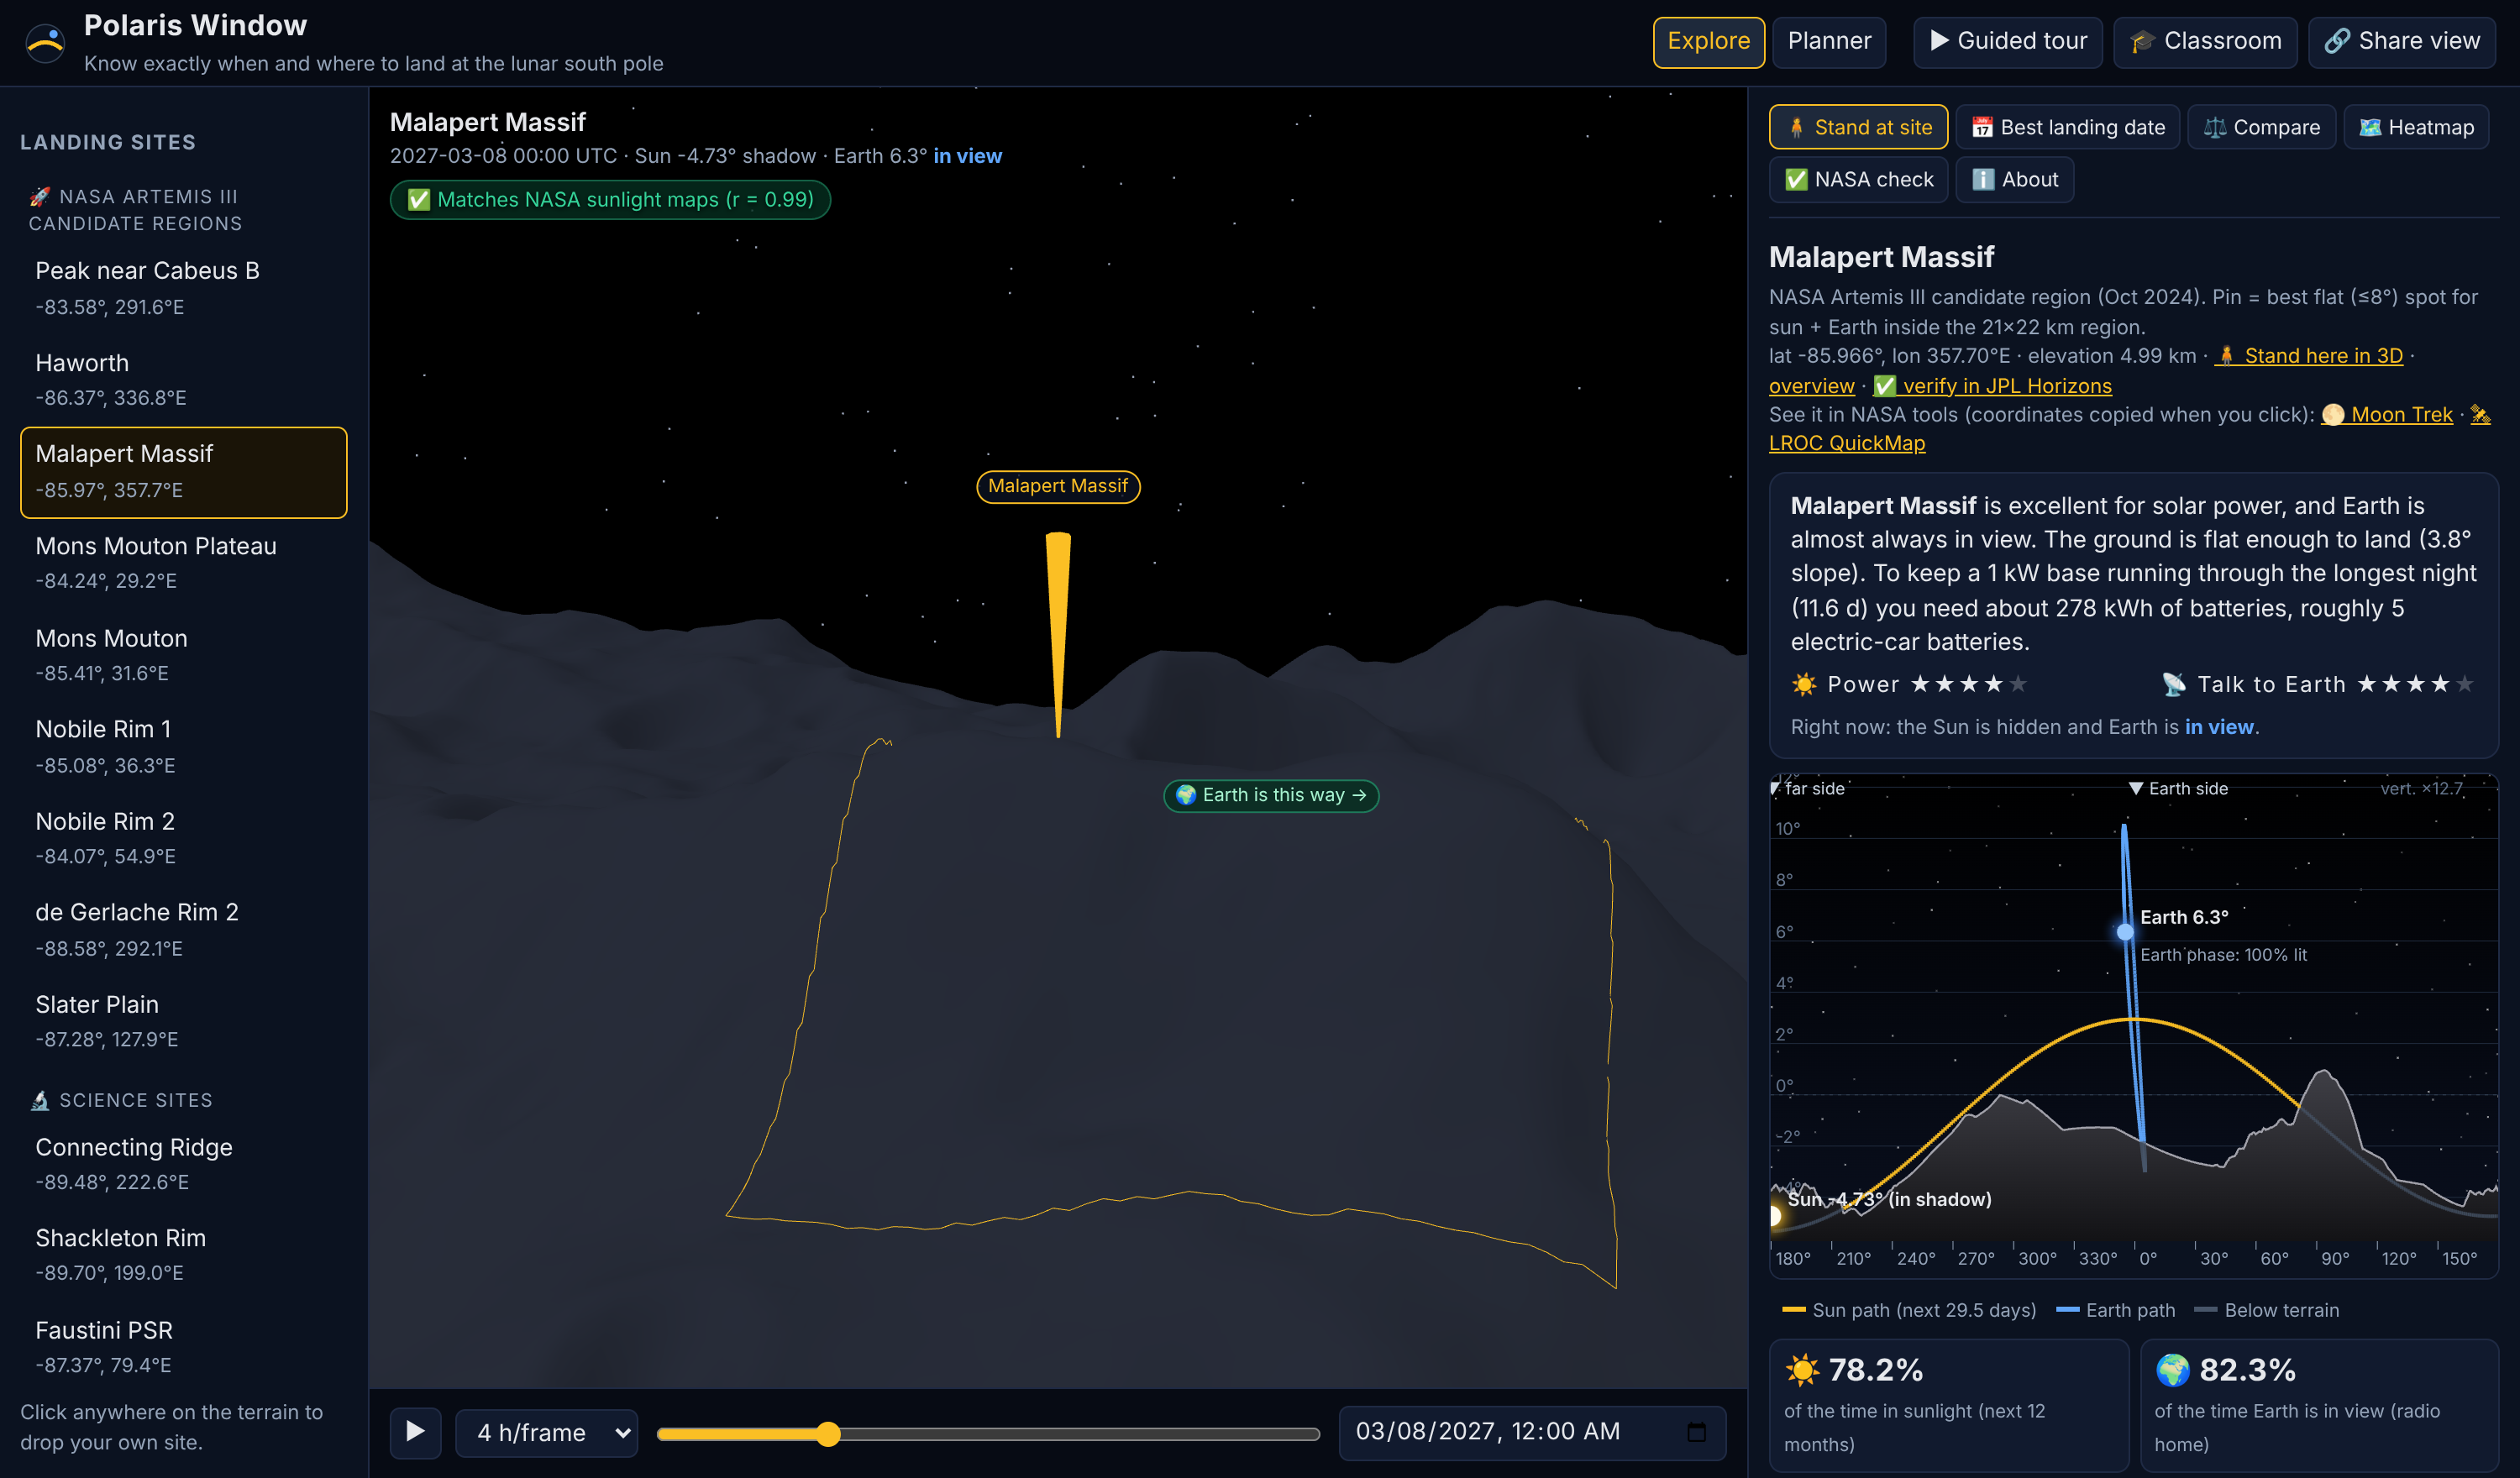 Polaris Window
Know exactly when and where to land at the lunar south pole
Explore
Planner
▶ Guided tour
🎓 Classroom
🔗 Share view
LANDING SITES
🚀 NASA ARTEMIS III
CANDIDATE REGIONS
Peak near Cabeus B
-83.58°, 291.6°E
Haworth
-86.37°, 336.8°E
Malapert Massif
-85.97°, 357.7°E
Mons Mouton Plateau
-84.24°, 29.2°E
Mons Mouton
-85.41°, 31.6°E
Nobile Rim 1
-85.08°, 36.3°E
Nobile Rim 2
-84.07°, 54.9°E
de Gerlache Rim 2
-88.58°, 292.1°E
Slater Plain
-87.28°, 127.9°E
🔬 SCIENCE SITES
Connecting Ridge
-89.48°, 222.6°E
Shackleton Rim
-89.70°, 199.0°E
Faustini PSR
-87.37°, 79.4°E
Click anywhere on the terrain to
drop your own site.
Malapert Massif
2027-03-08 00:00 UTC · Sun -4.73° shadow · Earth 6.3° in view
✅ Matches NASA sunlight maps (r = 0.99)
Malapert Massif
🌍 Earth is this way →
▶
4 h/frame
03/08/2027, 12:00 AM
🧍 Stand at site
📅 Best landing date
⚖️ Compare
🗺️ Heatmap
✅ NASA check
ℹ️ About
Malapert Massif
NASA Artemis III candidate region (Oct 2024). Pin = best flat (≤8°) spot for
sun + Earth inside the 21×22 km region.
lat -85.966°, lon 357.70°E · elevation 4.99 km · 🧍 Stand here in 3D ·
overview · ✅ verify in JPL Horizons
See it in NASA tools (coordinates copied when you click): 🌕 Moon Trek · 🛰️
LROC QuickMap
Malapert Massif is excellent for solar power, and Earth is
almost always in view. The ground is flat enough to land (3.8°
slope). To keep a 1 kW base running through the longest night
(11.6 d) you need about 278 kWh of batteries, roughly 5
electric-car batteries.
☀️ Power ★★★★★
📡 Talk to Earth ★★★★★
Right now: the Sun is hidden and Earth is in view.
12°
▼ far side
▼ Earth side
vert. ×12.7
10°
8°
6°
4°
2°
0°
-2°
-4°
Earth 6.3°
Earth phase: 100% lit
Sun -4.73° (in shadow)
180° 210° 240° 270° 300° 330° 0° 30° 60° 90° 120° 150°
Sun path (next 29.5 days)
Earth path
Below terrain
☀️ 78.2%
of the time in sunlight (next 12
months)
🌍 82.3%
of the time Earth is in view (radio
home)